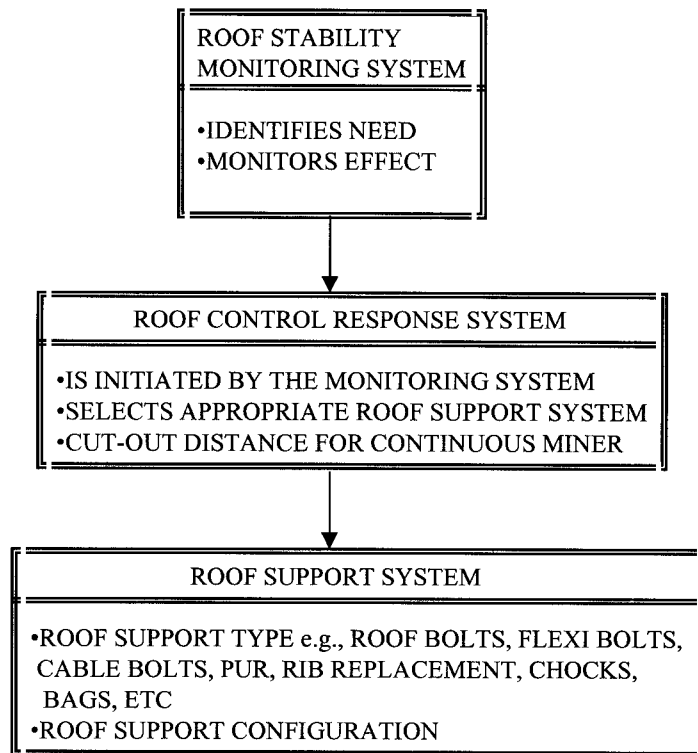 ROOF STABILITY
MONITORING SYSTEM
•IDENTIFIES NEED
•MONITORS EFFECT
ROOF CONTROL RESPONSE SYSTEM
•IS INITIATED BY THE MONITORING SYSTEM
•SELECTS APPROPRIATE ROOF SUPPORT SYSTEM
•CUT-OUT DISTANCE FOR CONTINUOUS MINER
ROOF SUPPORT SYSTEM
•ROOF SUPPORT TYPE e.g., ROOF BOLTS, FLEXI BOLTS,
CABLE BOLTS, PUR, RIB REPLACEMENT, CHOCKS,
BAGS, ETC
•ROOF SUPPORT CONFIGURATION